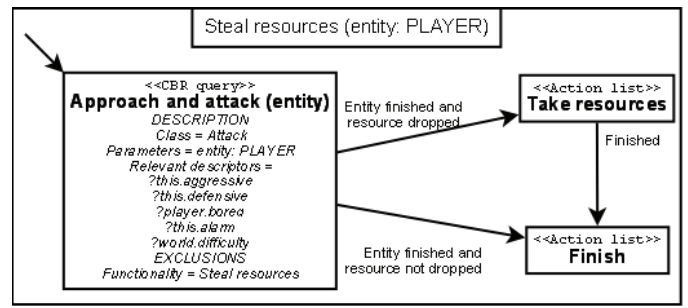 Steal resources (entity: PLAYER)
<<CBR query>>
Approach and attack (entity)
DESCRIPTION
Class = Attack
Parameters = entity: PLAYER
Relevant descriptors =
?this.aggressive
?this.defensive
?player.bored
?this.alarm
?world.difficulty
EXCLUSIONS
Functionality = Steal resources
Entity finished and
resource dropped
<<Action list>>
Take resources
Finished
Entity finished and
resource not dropped
<<Action list>>
Finish